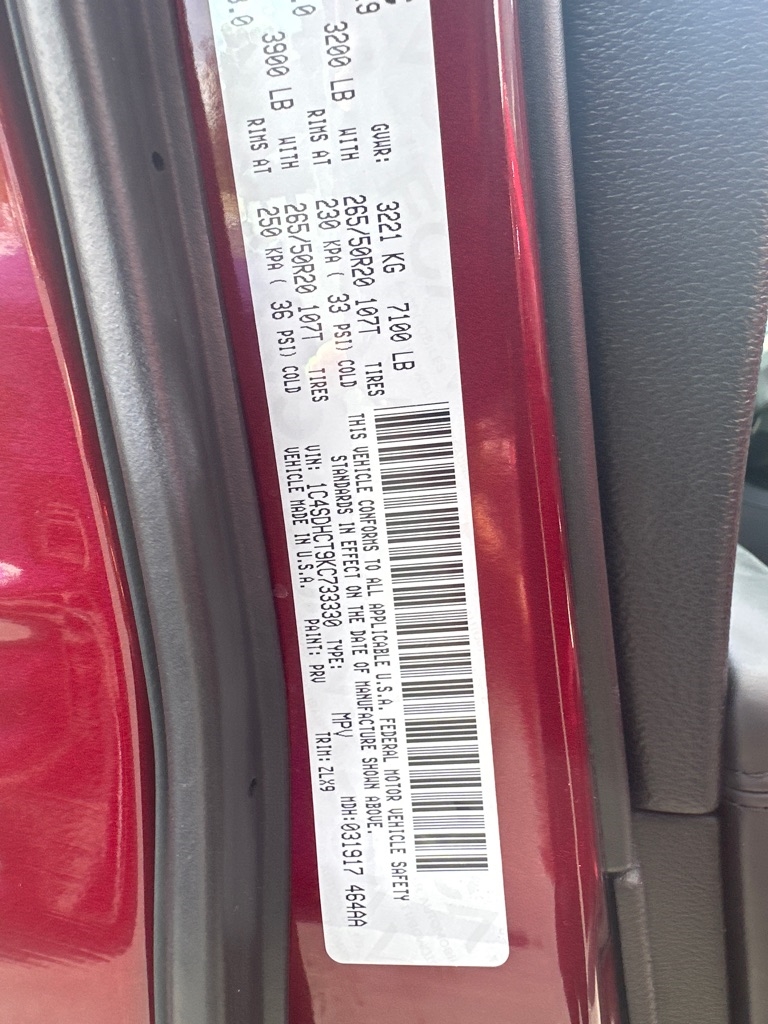 GVWR: 3221 KG 7100 LB
3200 LB WITH 265/50R20 107T TIRES
RIMS AT 230 KPA ( 33 PSI) COLD
3900 LB WITH 265/50R20 107T TIRES
RIMS AT 250 KPA ( 36 PSI) COLD
THIS VEHICLE CONFORMS TO ALL APPLICABLE U.S.A. FEDERAL MOTOR VEHICLE SAFETY
STANDARDS IN EFFECT ON THE DATE OF MANUFACTURE SHOWN ABOVE.
VIN: 1C4SDHCT9KC733330 TYPE: MPV MDH:031917 464AA
VEHICLE MADE IN U.S.A. PAINT: PRV TRIM: ZLX9